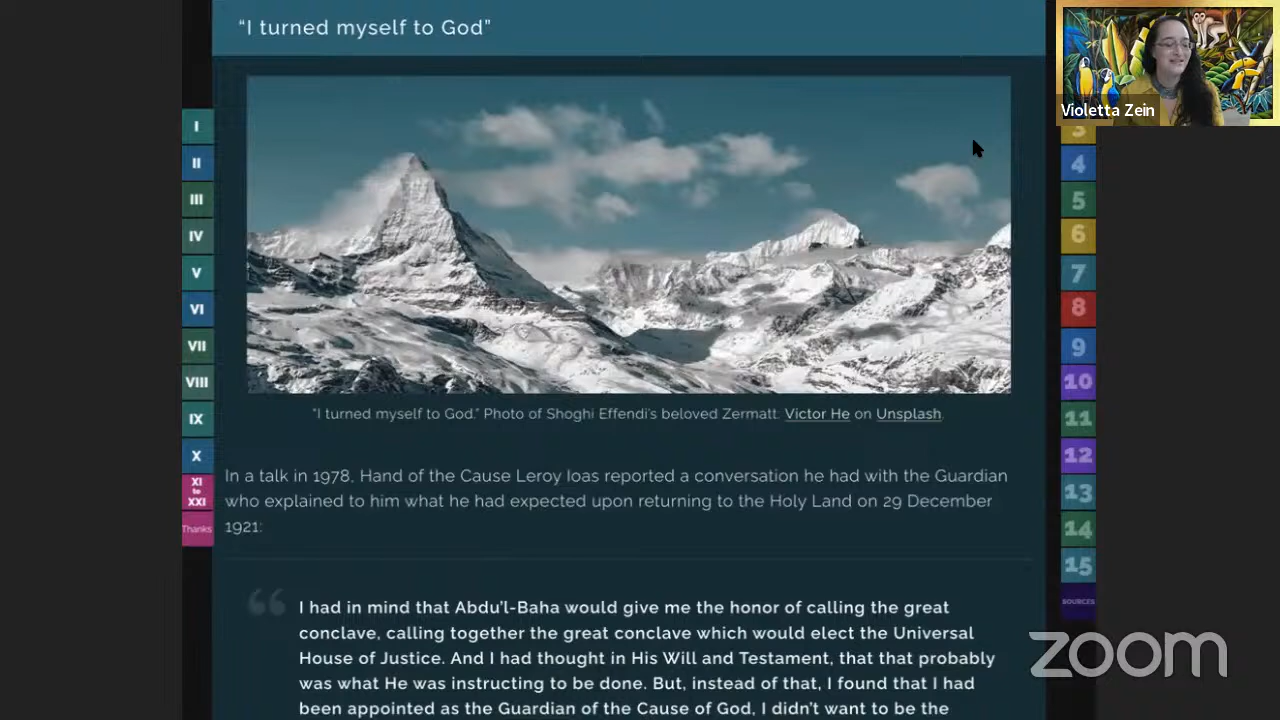 “I turned myself to God”
Violetta Zein
I
II
III
IV
V
VI
VII
VIII
IX
X
XI
to
XXI
Thanks
3
4
5
6
7
8
9
10
11
12
13
14
15
SOURCES
"I turned myself to God." Photo of Shoghi Effendi's beloved Zermatt. Victor He on Unsplash.
In a talk in 1978, Hand of the Cause Leroy Ioas reported a conversation he had with the Guardian
who explained to him what he had expected upon returning to the Holy Land on 29 December
1921:
“
I had in mind that Abdu’l-Baha would give me the honor of calling the great
conclave, calling together the great conclave which would elect the Universal
House of Justice. And I had thought in His Will and Testament, that that probably
was what He was instructing to be done. But, instead of that, I found that I had
been appointed as the Guardian of the Cause of God, I didn’t want to be the
zoom